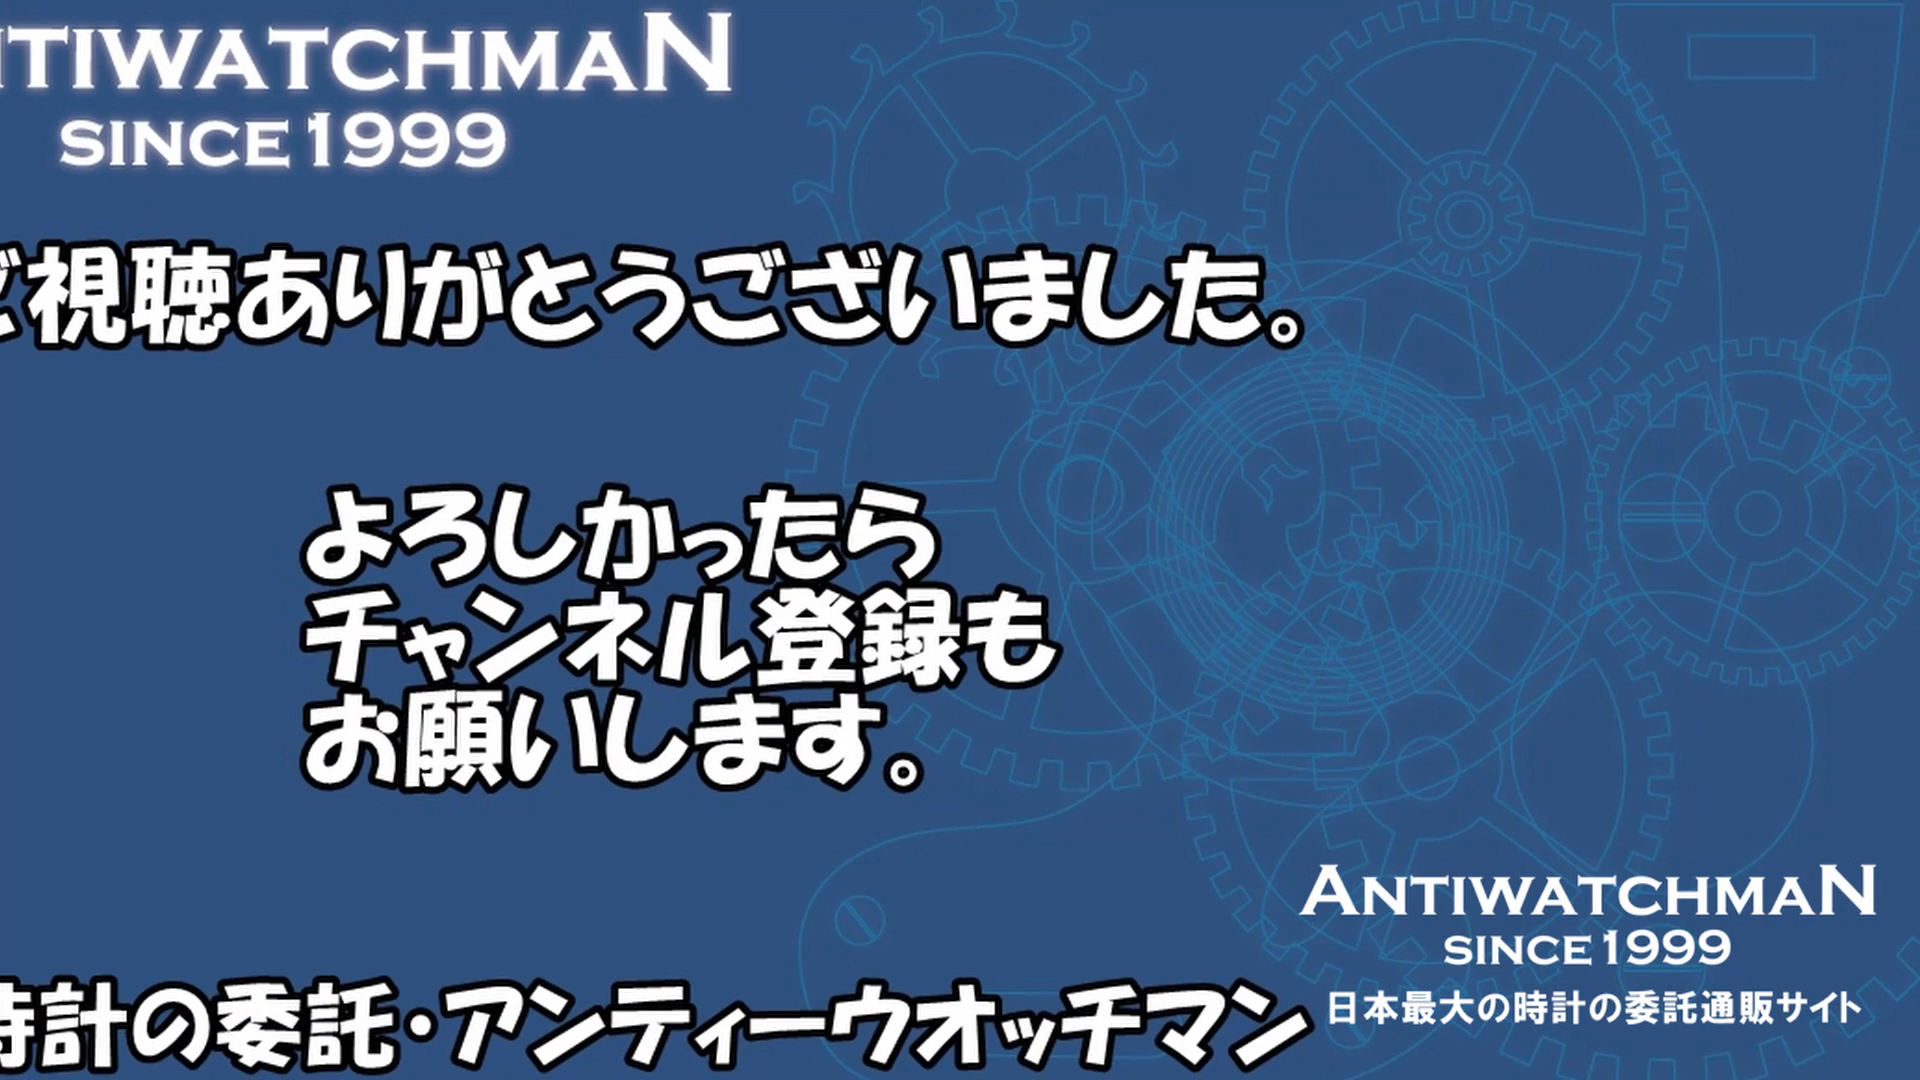 NTIWATCHMAN
SINCE 1999
ご視聴ありがとうございました。
よろしかったら
チャンネル登録も
お願いします。
時計の委託・アンティーウオッチマン
ANTIWATCHMAN
SINCE 1999
日本最大の時計の委託通販サイト